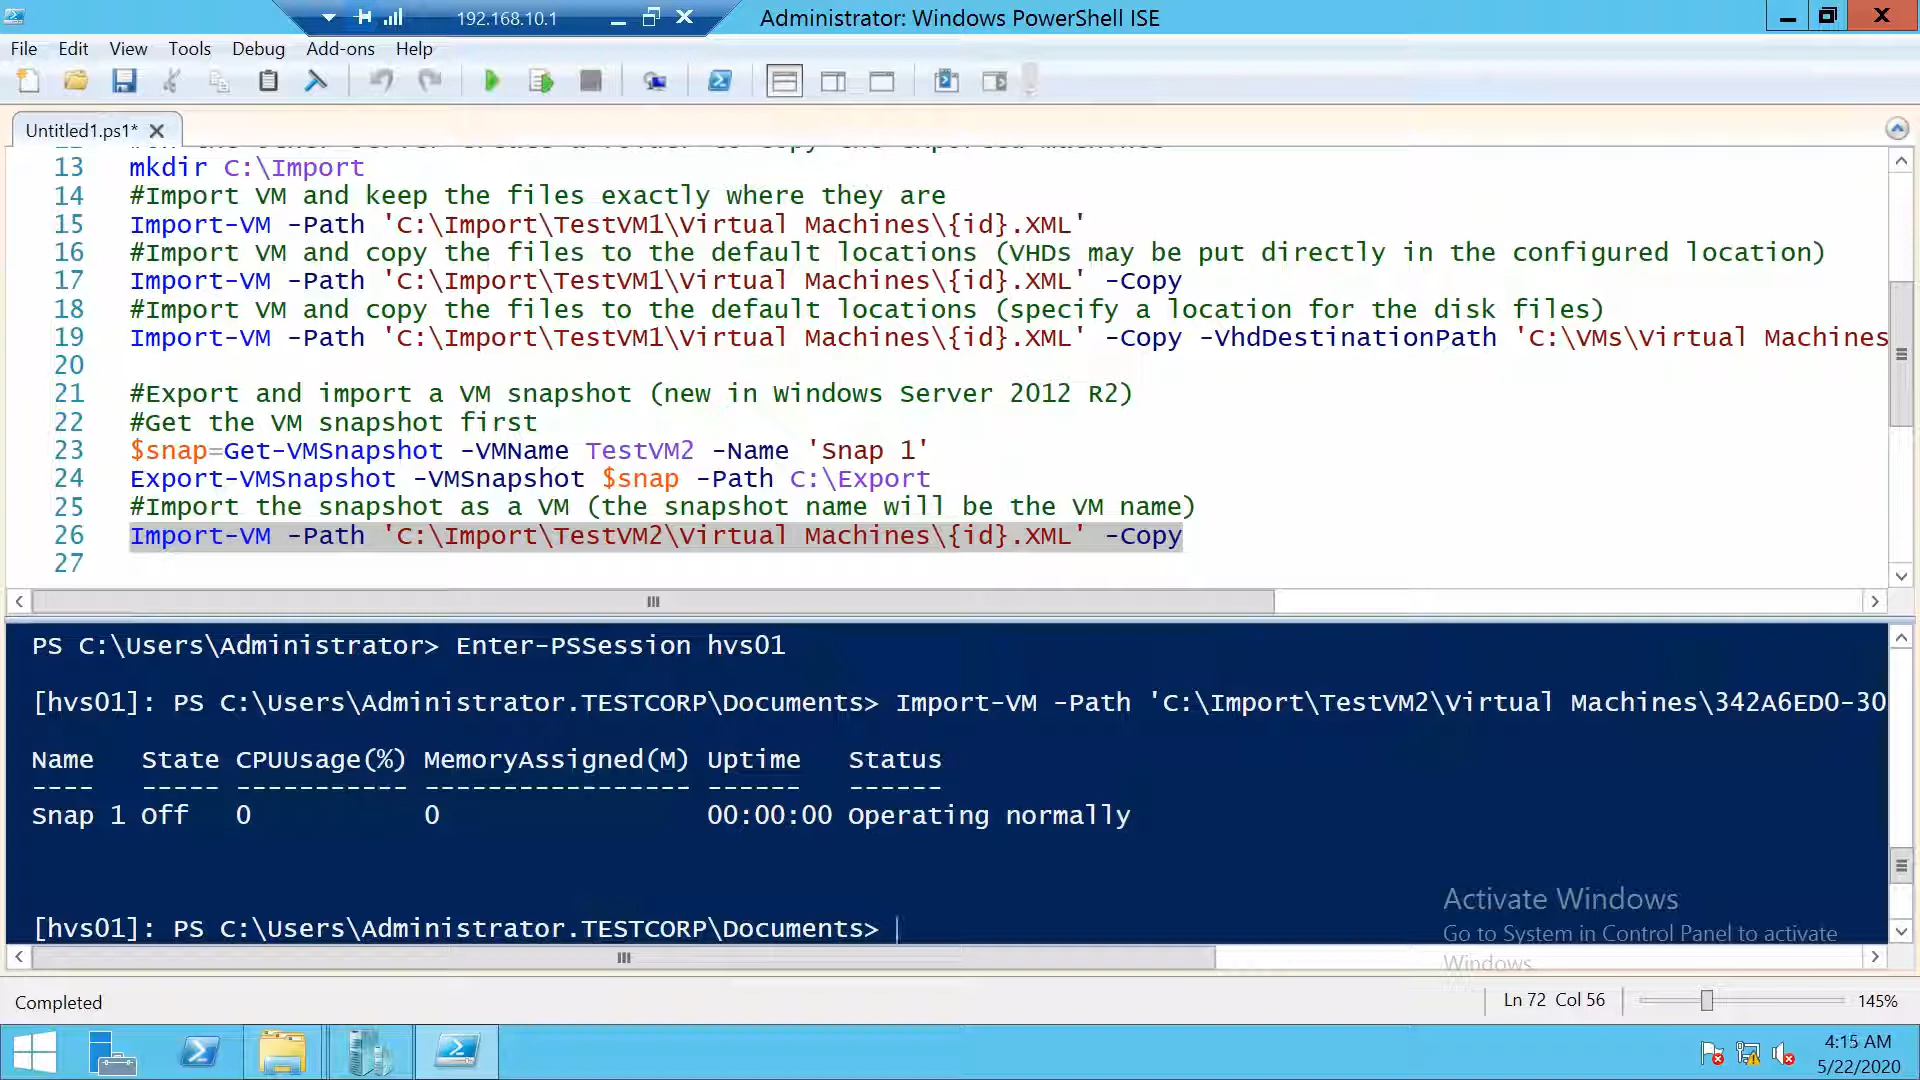 192.168.10.1
Administrator: Windows PowerShell ISE
File Edit View Tools Debug Add-ons Help
Untitled1.ps1*
13 mkdir C:\Import
14 #Import VM and keep the files exactly where they are
15 Import-VM -Path 'C:\Import\TestVM1\Virtual Machines\{id}.XML'
16 #Import VM and copy the files to the default locations (VHDs may be put directly in the configured location)
17 Import-VM -Path 'C:\Import\TestVM1\Virtual Machines\{id}.XML' -Copy
18 #Import VM and copy the files to the default locations (specify a location for the disk files)
19 Import-VM -Path 'C:\Import\TestVM1\Virtual Machines\{id}.XML' -Copy -VhdDestinationPath 'C:\VMs\Virtual Machines
20
21 #Export and import a VM snapshot (new in Windows Server 2012 R2)
22 #Get the VM snapshot first
23 $snap=Get-VMSnapshot -VMName TestVM2 -Name 'Snap 1'
24 Export-VMSnapshot -VMSnapshot $snap -Path C:\Export
25 #Import the snapshot as a VM (the snapshot name will be the VM name)
26 Import-VM -Path 'C:\Import\TestVM2\Virtual Machines\{id}.XML' -Copy
27
PS C:\Users\Administrator> Enter-PSSession hvs01
[hvs01]: PS C:\Users\Administrator.TESTCORP\Documents> Import-VM -Path 'C:\Import\TestVM2\Virtual Machines\342A6ED0-30
Name State CPUUsage(%) MemoryAssigned(M) Uptime Status
---- ----- ----------- ----------------- ------ ------
Snap 1 Off 0 0 00:00:00 Operating normally
[hvs01]: PS C:\Users\Administrator.TESTCORP\Documents>
Activate Windows
Go to System in Control Panel to activate
Windows.
Completed
Ln 72 Col 56
145%
4:15 AM
5/22/2020